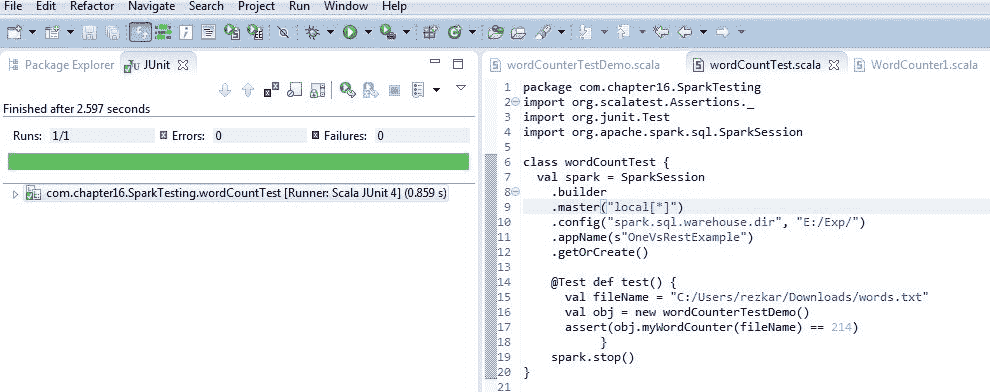 File Edit Refactor Navigate Search Project Run Window Help
Package Explorer JUnit
Finished after 2.597 seconds
Runs: 1/1 Errors: 0 Failures: 0
com.chapter16.SparkTesting.wordCountTest [Runner: Scala JUnit 4] (0.859 s)
wordCounterTestDemo.scala wordCountTest.scala WordCounter1.scala
1 package com.chapter16.SparkTesting
2 import org.scalatest.Assertions._
3 import org.junit.Test
4 import org.apache.spark.sql.SparkSession
5
6 class wordCountTest {
7 val spark = SparkSession
8 .builder
9 .master("local[*]")
10 .config("spark.sql.warehouse.dir", "E:/Exp/")
11 .appName(s"OneVsRestExample")
12 .getOrCreate()
13
14 @Test def test() {
15 val fileName = "C:/Users/rezkar/Downloads/words.txt"
16 val obj = new wordCounterTestDemo()
17 assert(obj.myWordCounter(fileName) == 214)
18 }
19 spark.stop()
20 }
21